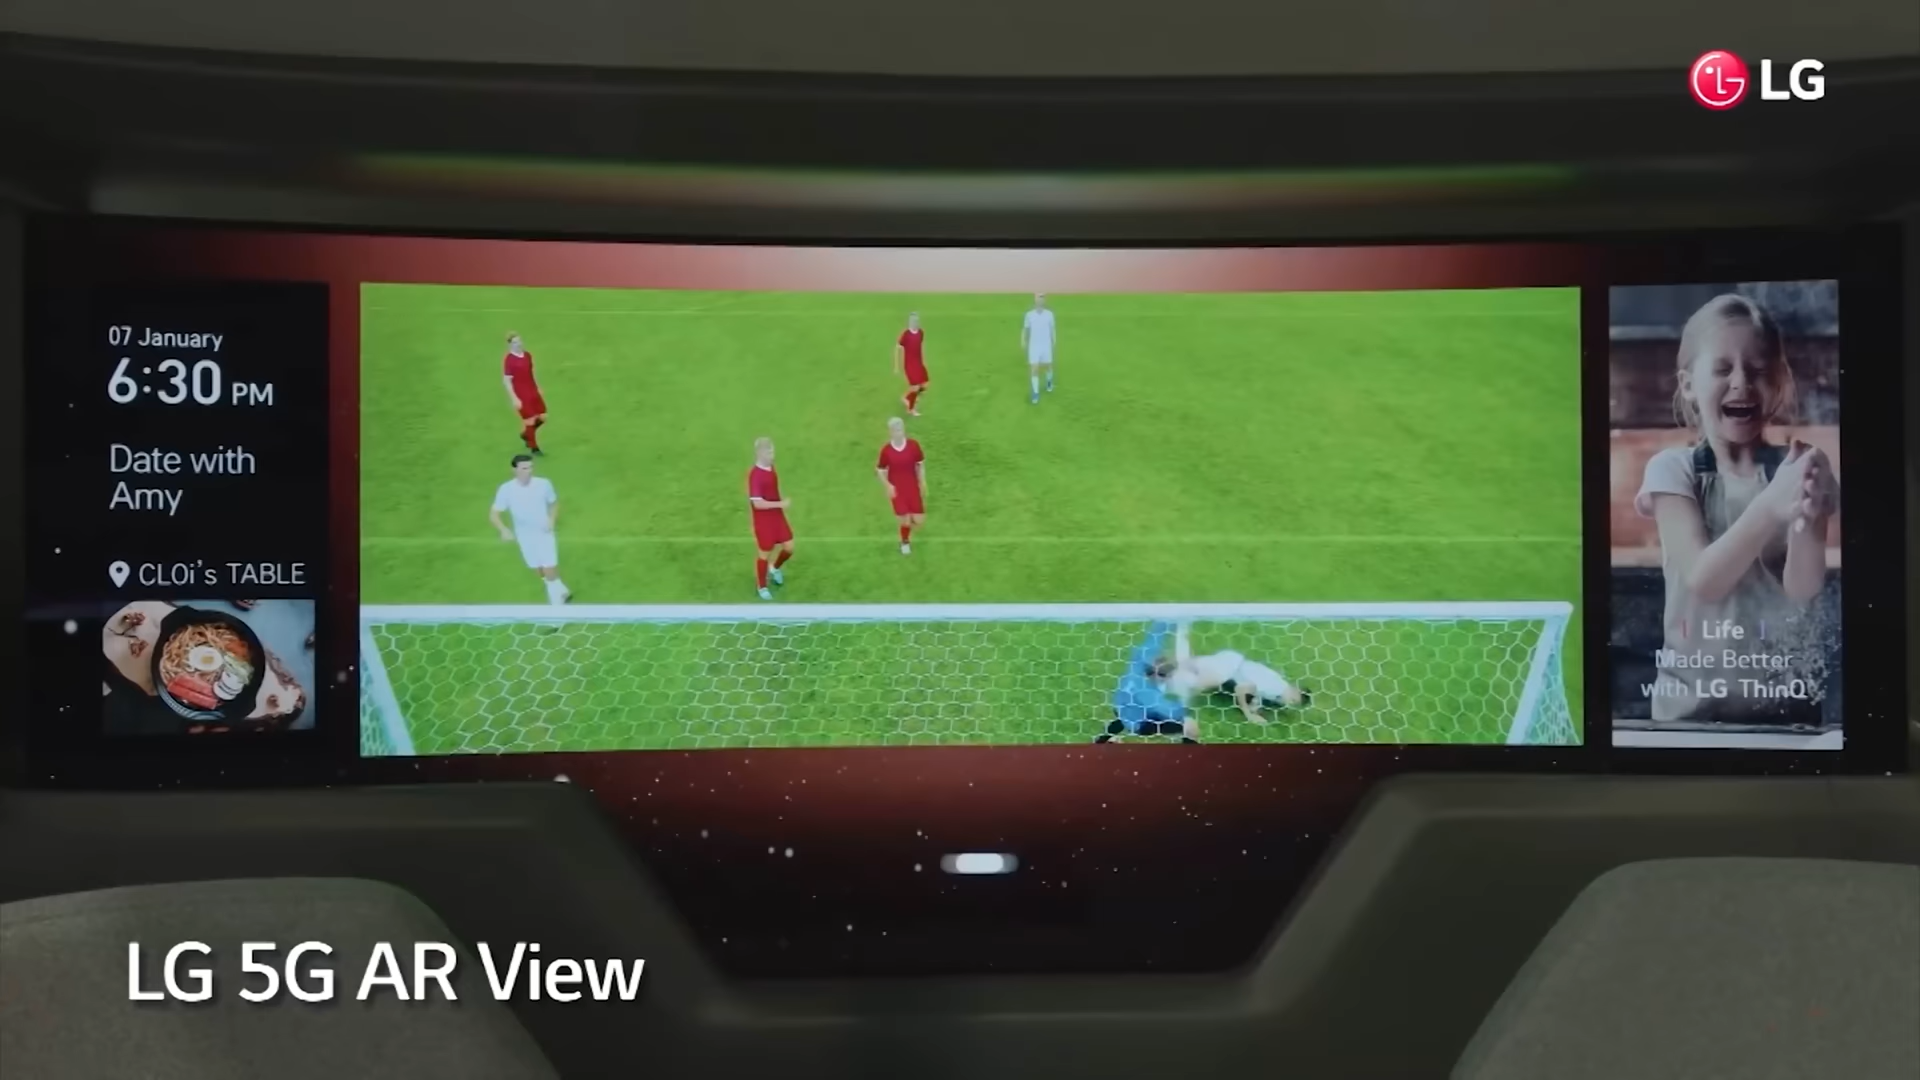 LG
07 January
6:30 PM
Date with
Amy
CLOi's TABLE
Life
Made Better
with LG ThinQ
LG 5G AR View